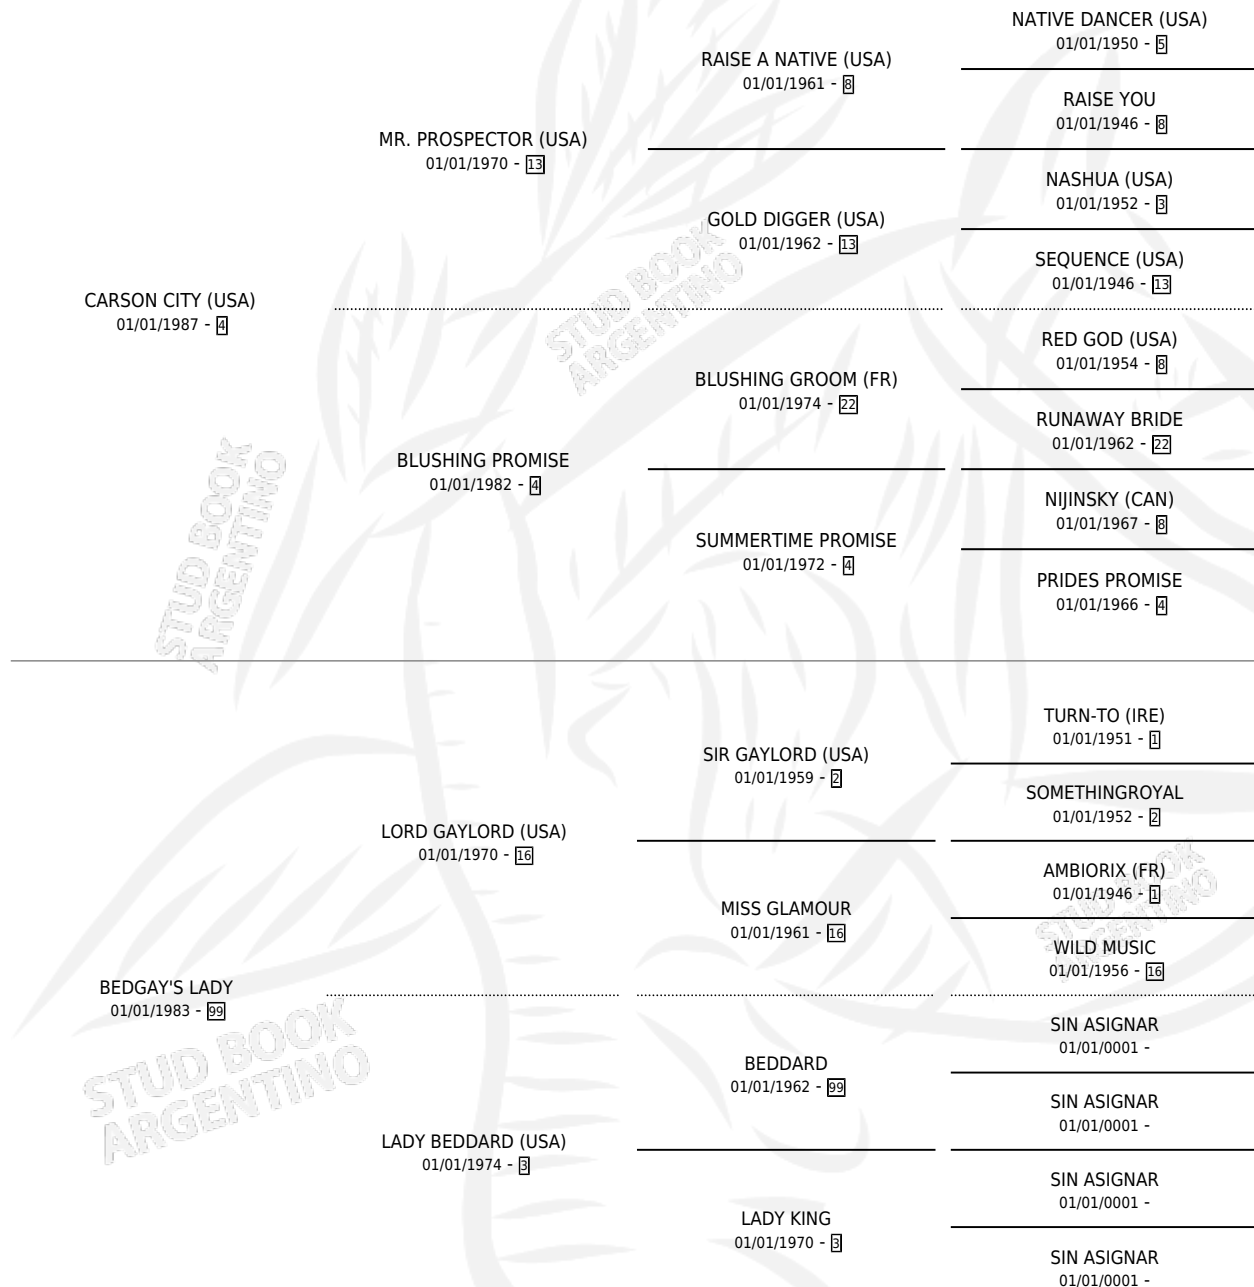 NATIVE DANCER (USA)
01/01/1950 - 5
RAISE A NATIVE (USA)
01/01/1961 - 8
RAISE YOU
01/01/1946 - 8
MR. PROSPECTOR (USA)
01/01/1970 - 13
NASHUA (USA)
01/01/1952 - 3
GOLD DIGGER (USA)
01/01/1962 - 13
SEQUENCE (USA)
01/01/1946 - 13
CARSON CITY (USA)
01/01/1987 - 4
STUD BOOK
ARGENTINO
RED GOD (USA)
01/01/1954 - 8
BLUSHING GROOM (FR)
01/01/1974 - 22
RUNAWAY BRIDE
01/01/1962 - 22
BLUSHING PROMISE
01/01/1982 - 4
NIJINSKY (CAN)
01/01/1967 - 8
SUMMERTIME PROMISE
01/01/1972 - 4
PRIDES PROMISE
01/01/1966 - 4
STUD BOOK
ARGENTINO
TURN-TO (IRE)
01/01/1951 - 1
SIR GAYLORD (USA)
01/01/1959 - 2
SOMETHINGROYAL
01/01/1952 - 2
LORD GAYLORD (USA)
01/01/1970 - 16
AMBIORIX (FR)
01/01/1946 - 1
MISS GLAMOUR
01/01/1961 - 16
STUD BOOK
ARGENTINO
WILD MUSIC
01/01/1956 - 16
BEDGAY'S LADY
01/01/1983 - 99
STUD BOOK
ARGENTINO
SIN ASIGNAR
01/01/0001 -
BEDDARD
01/01/1962 - 99
SIN ASIGNAR
01/01/0001 -
LADY BEDDARD (USA)
01/01/1974 - 3
SIN ASIGNAR
01/01/0001 -
LADY KING
01/01/1970 - 3
SIN ASIGNAR
01/01/0001 -